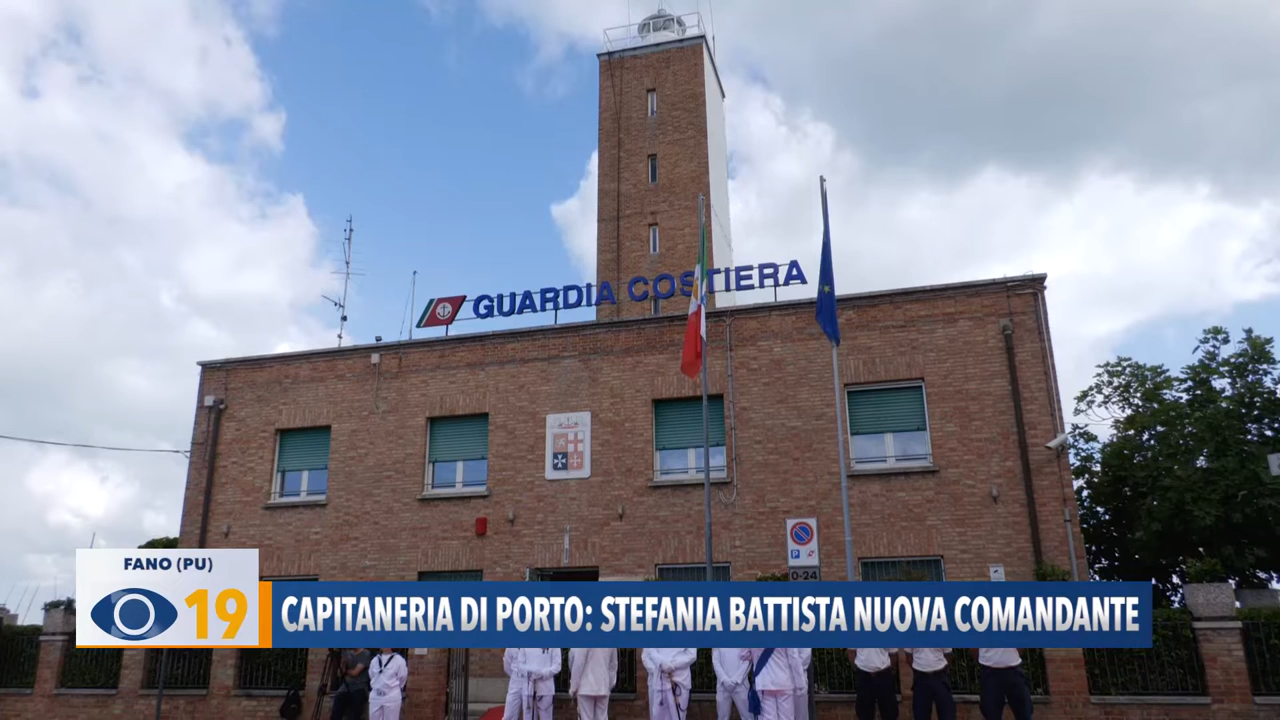 GUARDIA COSTIERA
P
0-24
FANO (PU)
19
CAPITANERIA DI PORTO: STEFANIA BATTISTA NUOVA COMANDANTE